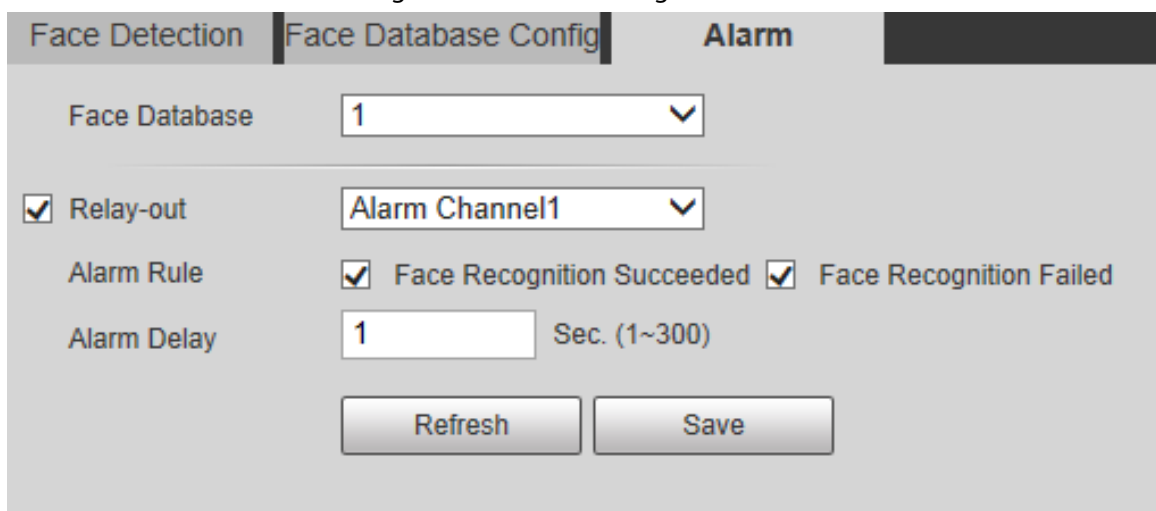 Face Detection Face Database Config Alarm
Face Database 1
Relay-out Alarm Channel1
Alarm Rule Face Recognition Succeeded Face Recognition Failed
Alarm Delay 1 Sec. (1~300)
Refresh Save